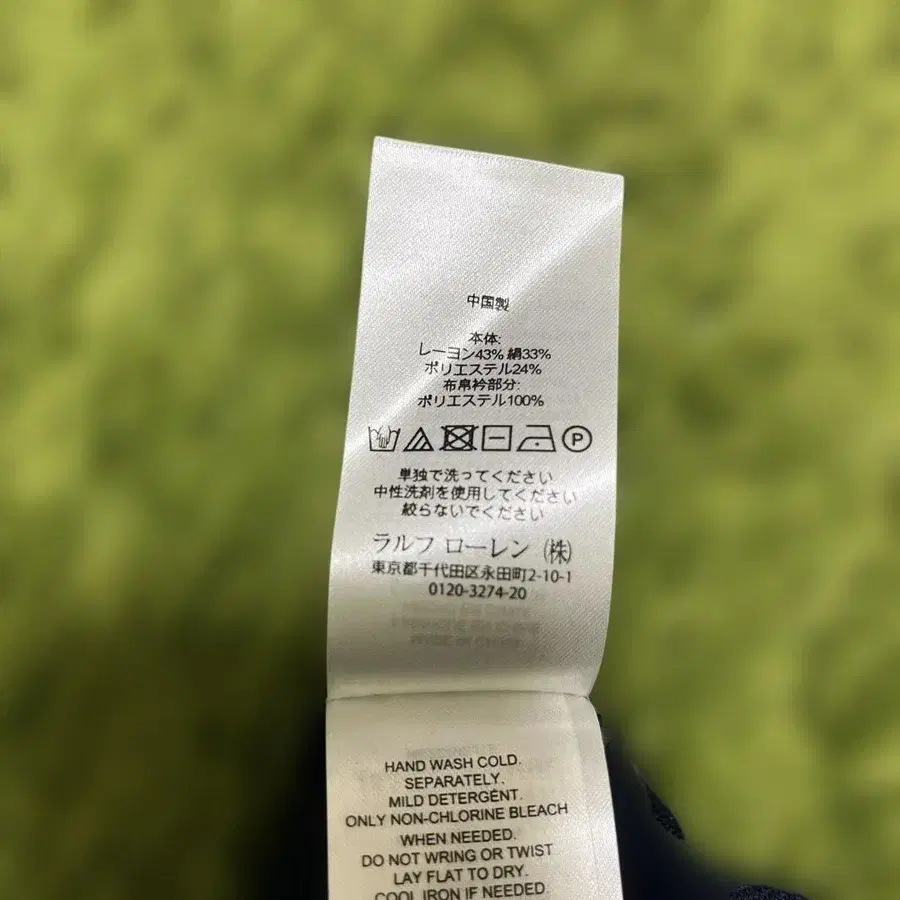 中国製
本体:
レーヨン43% 絹33%
ポリエステル24%
布帛衿部分:
ポリエステル100%
P
単独で洗ってください
中性洗剤を使用してください
絞らないでください
ラルフ ローレン (株)
東京都千代田区永田町2-10-1
0120-3274-20
HAND WASH COLD.
SEPARATELY.
MILD DETERGENT.
ONLY NON-CHLORINE BLEACH
WHEN NEEDED.
DO NOT WRING OR TWIST
LAY FLAT TO DRY.
COOL IRON IF NEEDED.